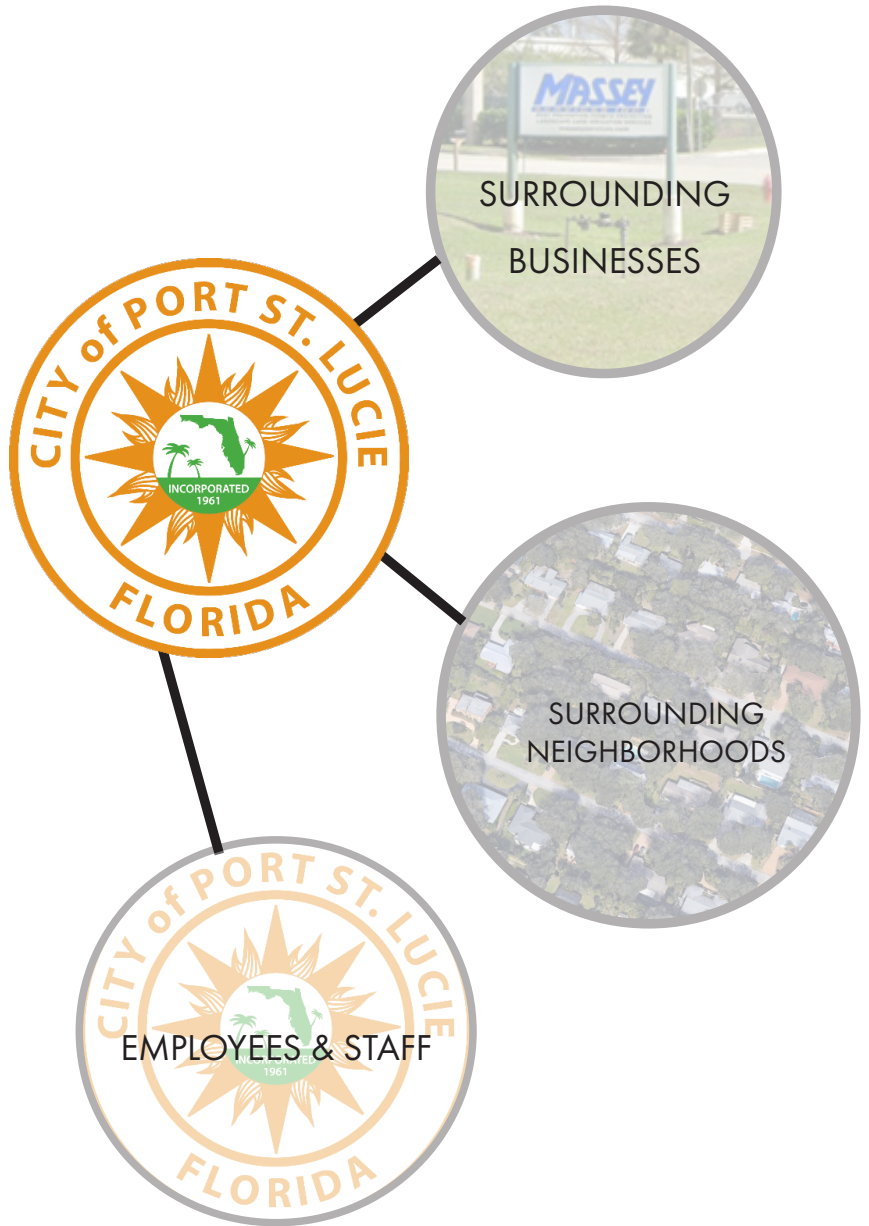 MASSEY
SURROUNDING
BUSINESSES
CITY of PORT ST. LUCIE
INCORPORATED
1961
FLORIDA
SURROUNDING
NEIGHBORHOODS
CITY of PORT ST. LUCIE
EMPLOYEES & STAFF
INCORPORATED
1961
FLORIDA